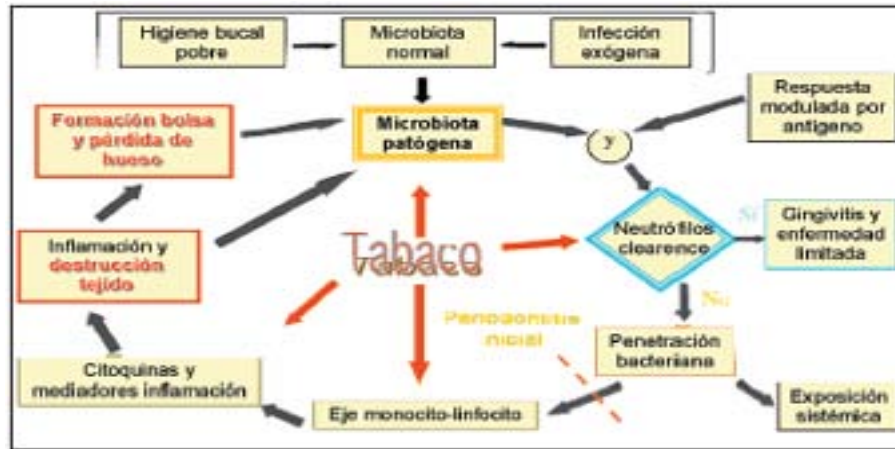 Higiene bucal
pobre
Microbiota
normal
Infección
exógena
Respuesta
modulada por
antigeno
Formación bolsa
y pérdida de
hueso
Microbiota
patógena
y
Neutrófilos
clearence
Sí
Gingivitis y
enfermedad
limitada
Inflamación y
destrucción
tejido
Tabaco
No
Periodontitis
inicial
Penetración
bacteriana
Citoquinas y
mediadores inflamación
Eje monocito-linfocito
Exposición
sistémica